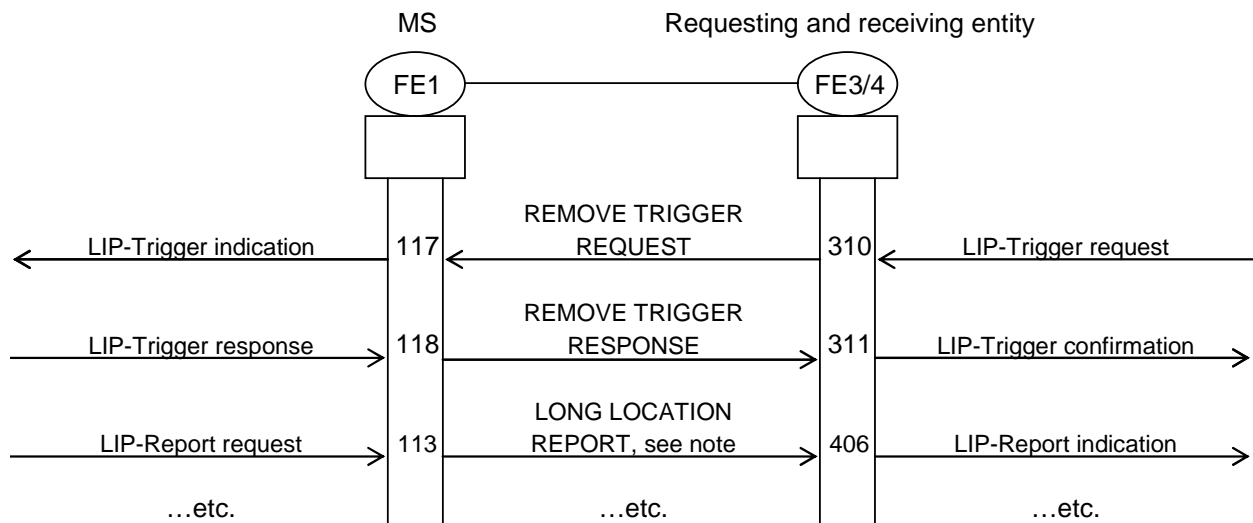 MS
Requesting and receiving entity
FE1
FE3/4
REMOVE TRIGGER
LIP-Trigger indication
117
REQUEST
310
LIP-Trigger request
REMOVE TRIGGER
LIP-Trigger response
118
RESPONSE
311
LIP-Trigger confirmation
LONG LOCATION
LIP-Report request
113
REPORT, see note
406
LIP-Report indication
…etc.
…etc.
…etc.